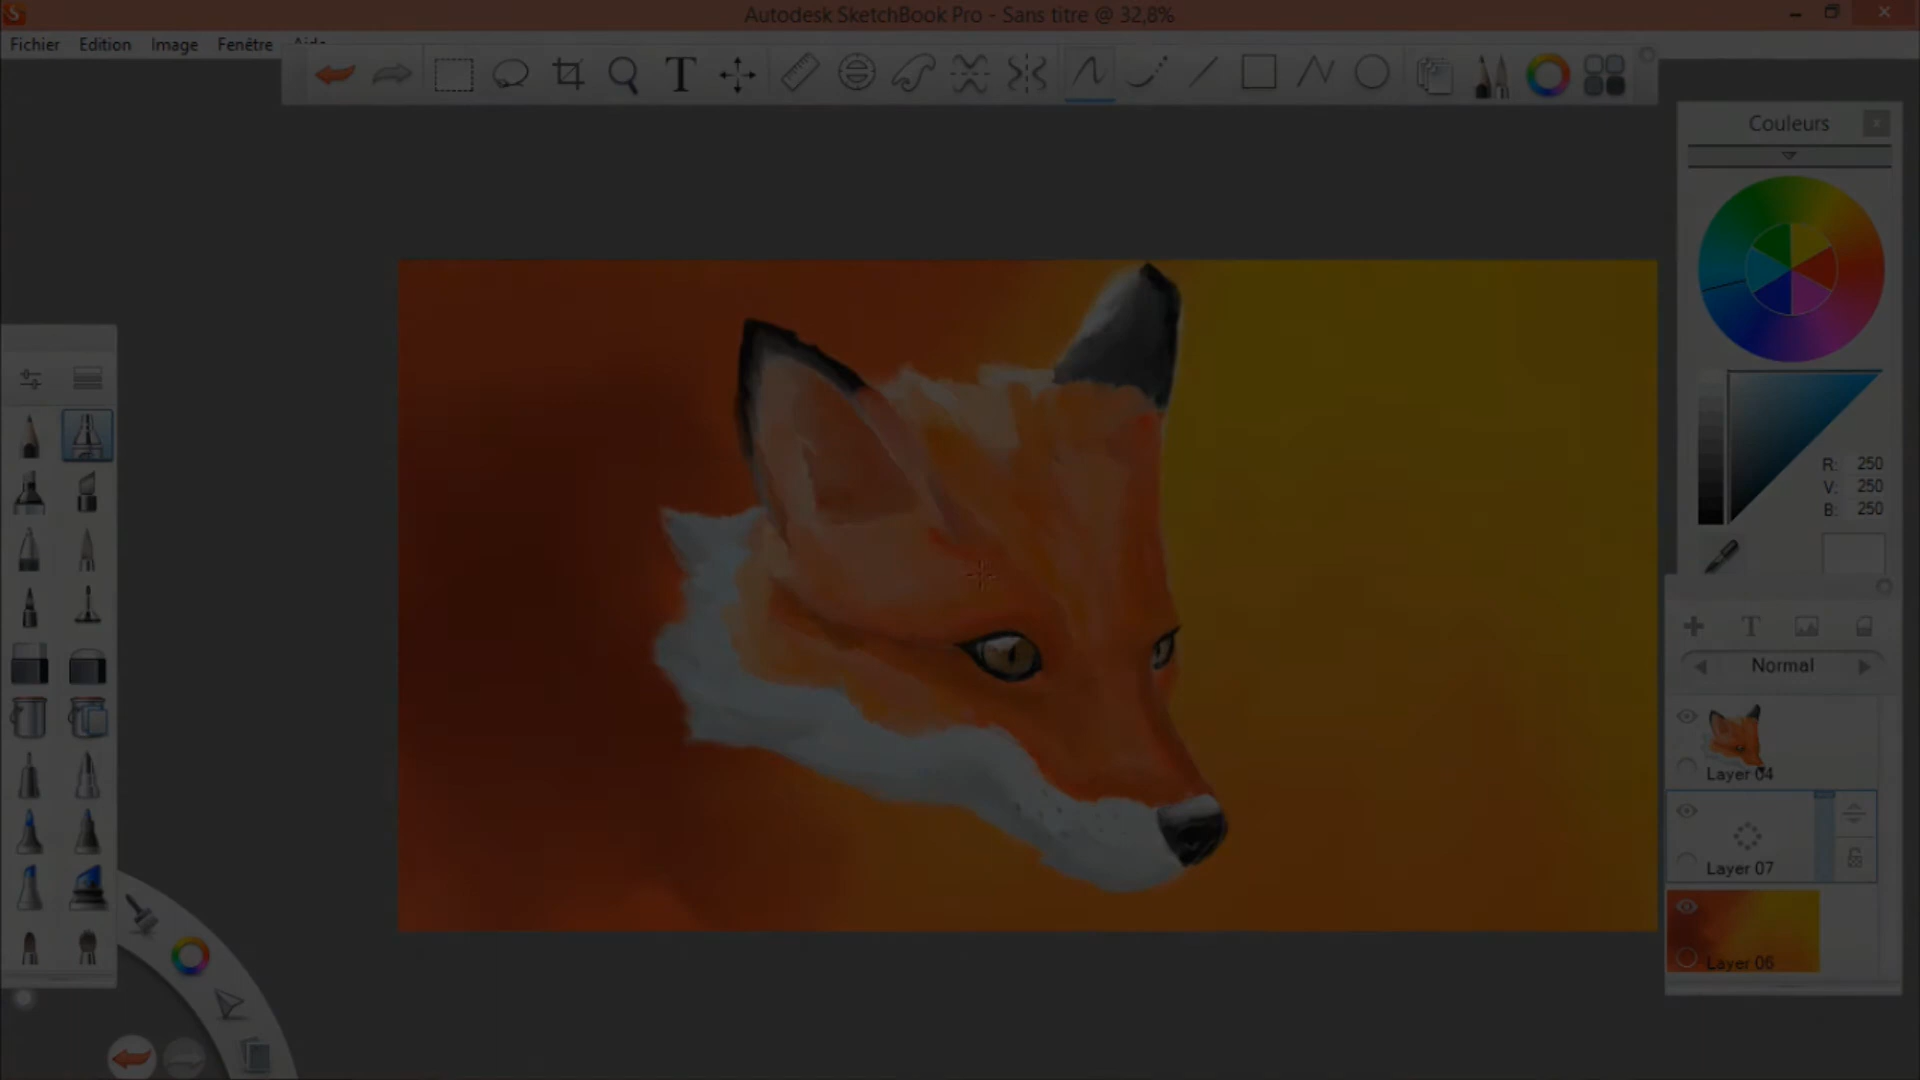 Autodesk SketchBook Pro - Sans titre @ 32,8%
Fichier Edition Image Fenêtre Aide
T
Couleurs
R: 250
V: 250
B: 250
T
Normal
Layer 04
Layer 07
Layer 06